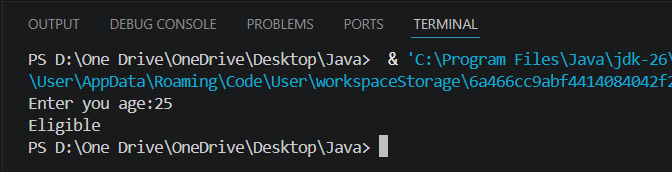 OUTPUT DEBUG CONSOLE PROBLEMS PORTS TERMINAL
PS D:\One Drive\OneDrive\Desktop\Java>  & 'C:\Program Files\Java\jdk-26\
\User\AppData\Roaming\Code\User\workspaceStorage\6a466cc9abf4414084042f2
Enter you age:25
Eligible
PS D:\One Drive\OneDrive\Desktop\Java>